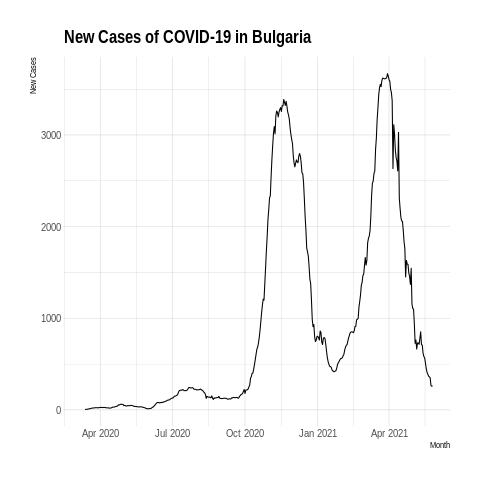 New Cases of COVID-19 in Bulgaria
New Cases
3000
2000
1000
0
Apr 2020 Jul 2020 Oct 2020 Jan 2021 Apr 2021
Month